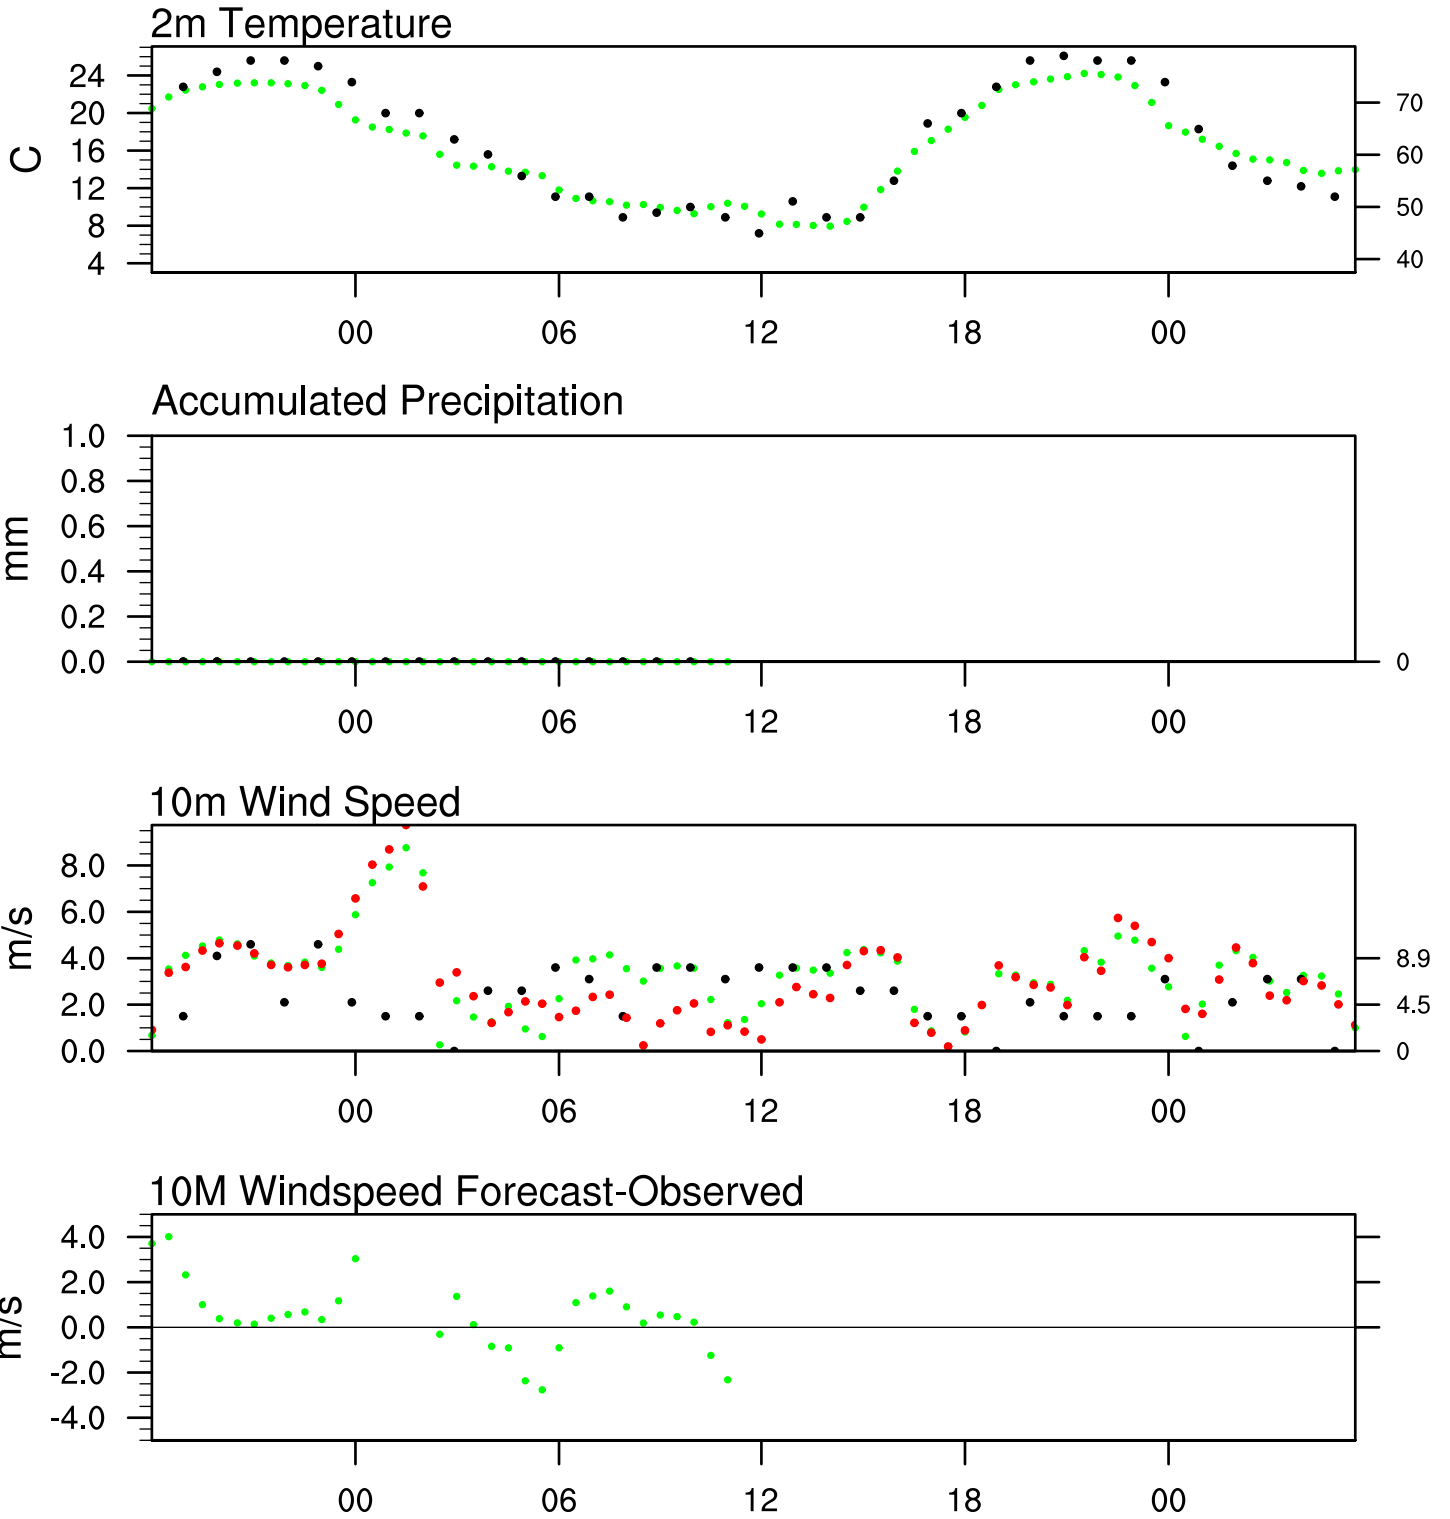 2m Temperature
24
20
16
12
8
4
C
70
60
50
40
00 06 12 18 00
Accumulated Precipitation
1.0
0.8
0.6
0.4
0.2
0.0
mm
0
00 06 12 18 00
10m Wind Speed
8.0
6.0
4.0
2.0
0.0
m/s
8.9
4.5
0
00 06 12 18 00
10M Windspeed Forecast-Observed
4.0
2.0
0.0
-2.0
-4.0
m/s
00 06 12 18 00